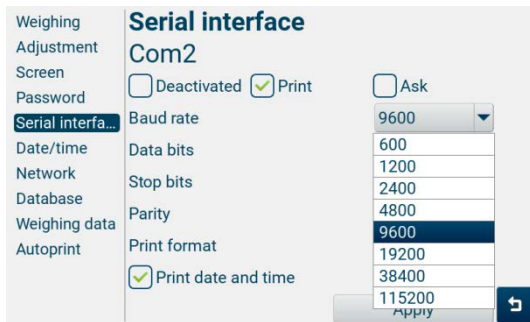 Weighing
Adjustment
Screen
Password
Serial interfa...
Date/time
Network
Database
Weighing data
Autoprint
Serial interface
Com2
Deactivated Print Ask
Baud rate 9600
Data bits
Stop bits
Parity
Print format
Print date and time
600
1200
2400
4800
9600
19200
38400
115200
Apply